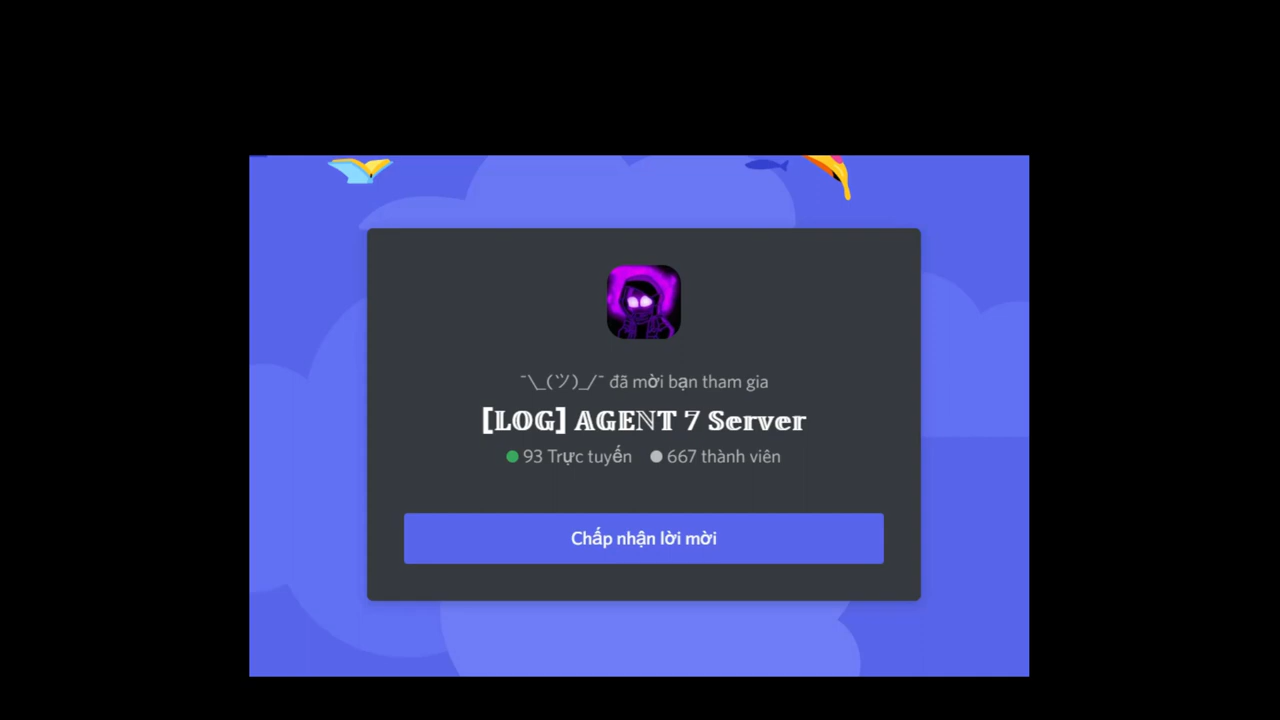 ¯\_(ツ)_/¯ đã mời bạn tham gia
[LOG] AGENT 7 Server
93 Trực tuyến 667 thành viên
Chấp nhận lời mời